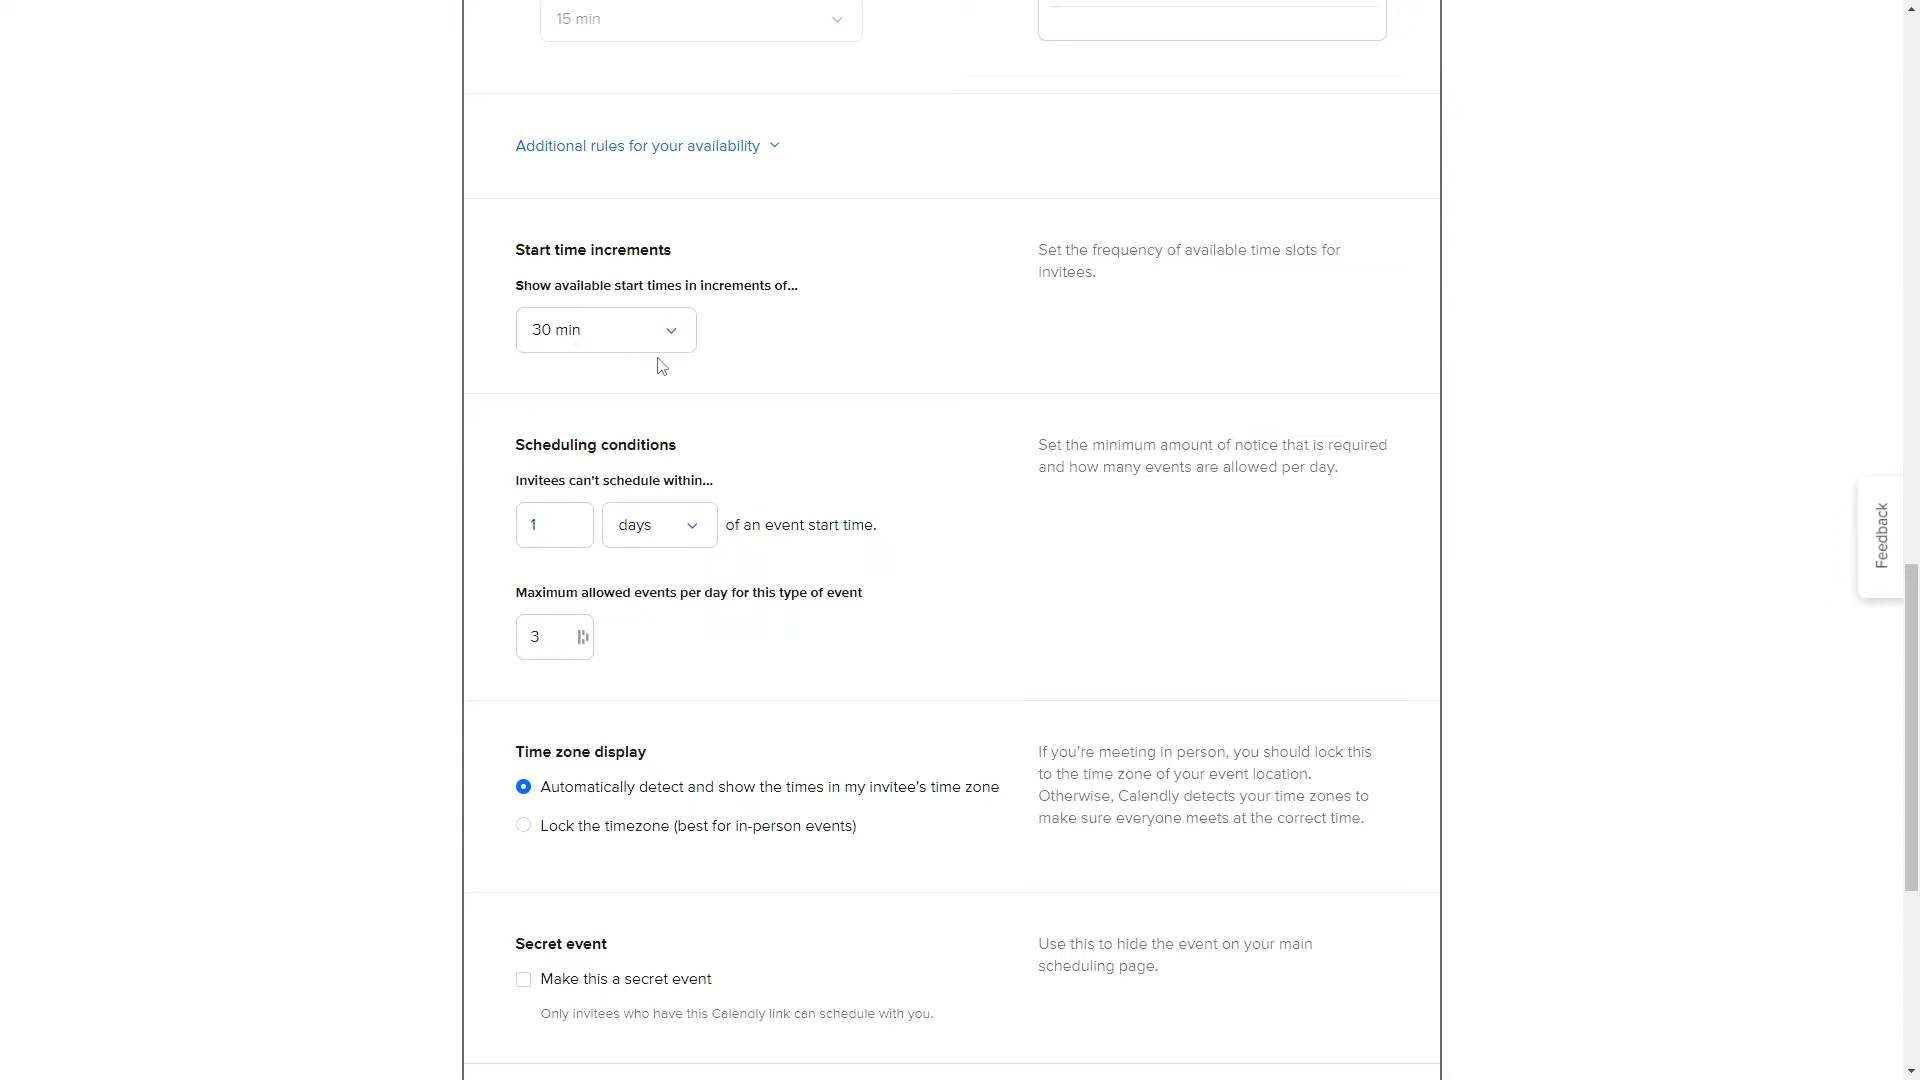 15 min
Additional rules for your availability
Start time increments
Show available start times in increments of...
30 min
Set the frequency of available time slots for
invitees.
Scheduling conditions
Invitees can't schedule within...
1
days
of an event start time.
Set the minimum amount of notice that is required
and how many events are allowed per day.
Maximum allowed events per day for this type of event
3
Feedback
Time zone display
Automatically detect and show the times in my invitee's time zone
Lock the timezone (best for in-person events)
If you're meeting in person, you should lock this
to the time zone of your event location.
Otherwise, Calendly detects your time zones to
make sure everyone meets at the correct time.
Secret event
Make this a secret event
Only invitees who have this Calendly link can schedule with you.
Use this to hide the event on your main
scheduling page.